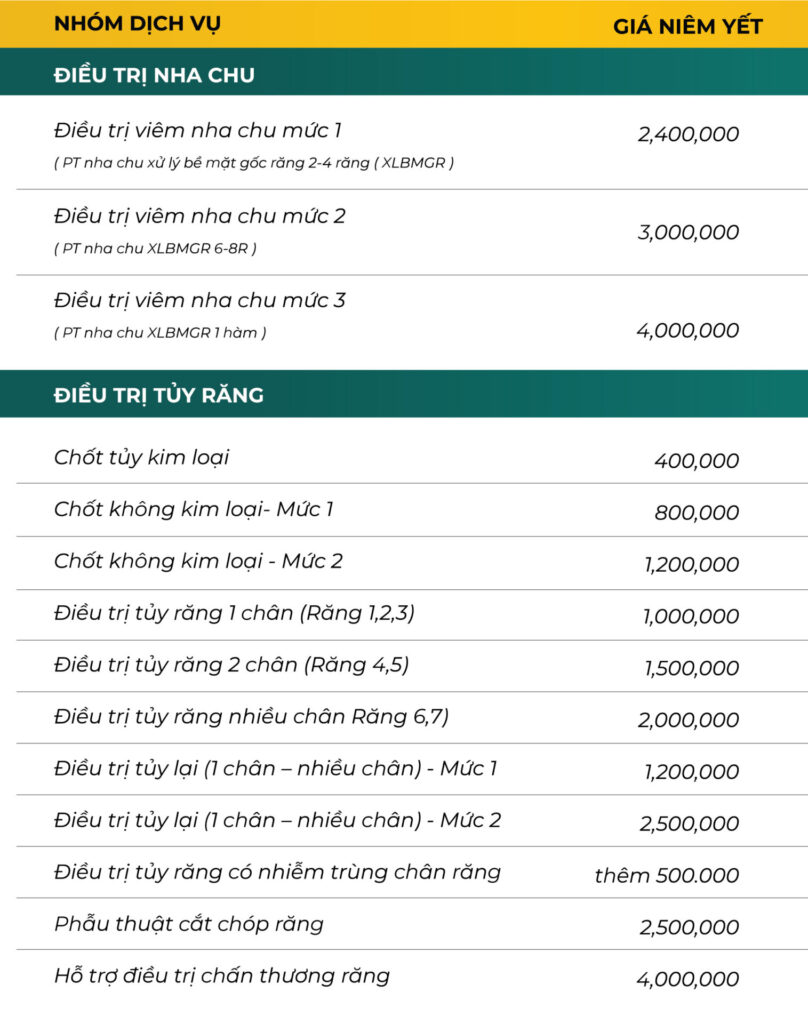 NHÓM DỊCH VỤ GIÁ NIÊM YẾT
ĐIỀU TRỊ NHA CHU
Điều trị viêm nha chu mức 1 2,400,000
( PT nha chu xử lý bề mặt gốc răng 2-4 răng ( XLBMGR )
Điều trị viêm nha chu mức 2 3,000,000
( PT nha chu XLBMGR 6-8R )
Điều trị viêm nha chu mức 3
( PT nha chu XLBMGR 1 hàm ) 4,000,000
ĐIỀU TRỊ TỦY RĂNG
Chốt tủy kim loại 400,000
Chốt không kim loại- Mức 1 800,000
Chốt không kim loại - Mức 2 1,200,000
Điều trị tủy răng 1 chân (Răng 1,2,3) 1,000,000
Điều trị tủy răng 2 chân (Răng 4,5) 1,500,000
Điều trị tủy răng nhiều chân Răng 6,7) 2,000,000
Điều trị tủy lại (1 chân – nhiều chân) - Mức 1 1,200,000
Điều trị tủy lại (1 chân – nhiều chân) - Mức 2 2,500,000
Điều trị tủy răng có nhiễm trùng chân răng thêm 500.000
Phẫu thuật cắt chóp răng 2,500,000
Hỗ trợ điều trị chấn thương răng 4,000,000